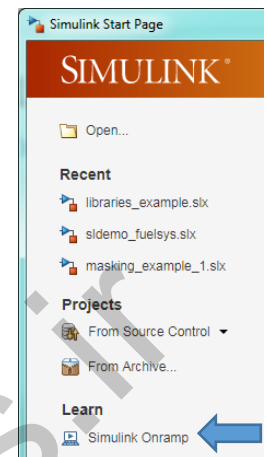 Simulink Start Page
SIMULINK®
Open...
Recent
libraries_example.slx
sldemo_fuelsys.slx
masking_example_1.slx
Projects
From Source Control
From Archive...
Learn
Simulink Onramp